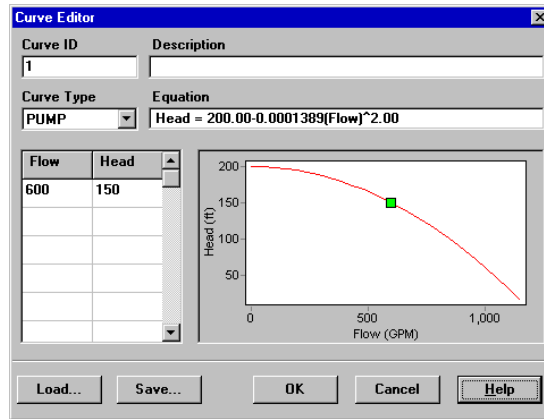 Curve Editor
Curve ID Description
1
Curve Type Equation
PUMP Head = 200.00-0.0001389(Flow)^2.00
Flow Head
600 150
200
150
100
50
Head (ft)
0 500 1,000
Flow (GPM)
Load... Save... OK Cancel Help